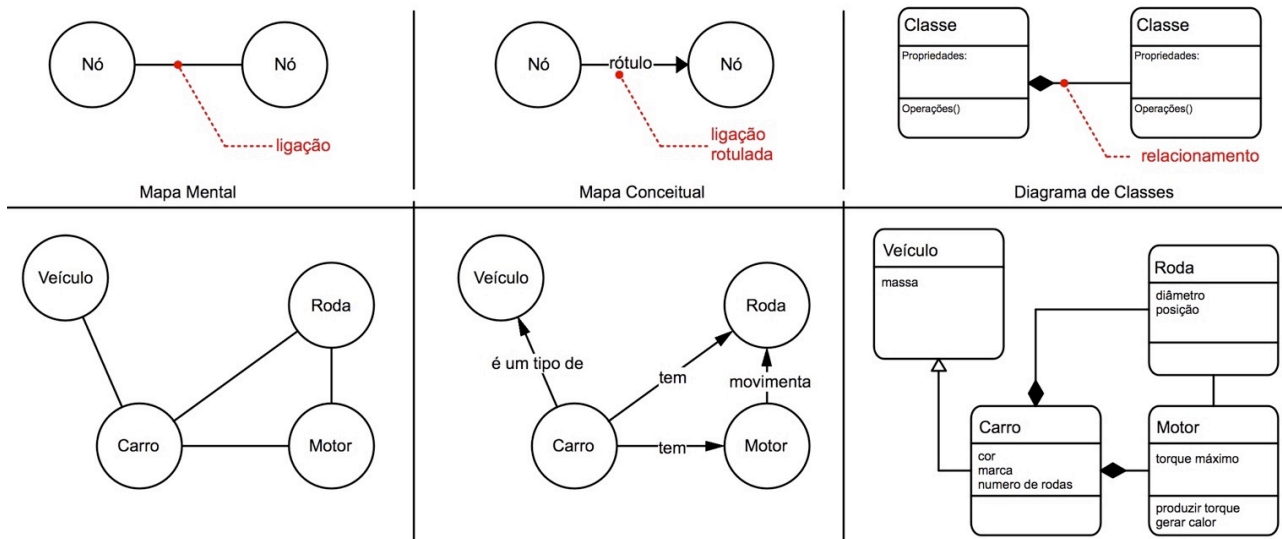 Nó
Nó
ligação
Mapa Mental
Nó
rótulo
Nó
ligação
rotulada
Mapa Conceitual
Classe
Propriedades:
Operações()
Classe
Propriedades:
Operações()
relacionamento
Diagrama de Classes
Veículo
Roda
Carro
Motor
Veículo
Roda
é um tipo de
tem
movimenta
Carro
tem
Motor
Veículo
massa
Roda
diâmetro
posição
Carro
cor
marca
numero de rodas
Motor
torque máximo
produzir torque
gerar calor